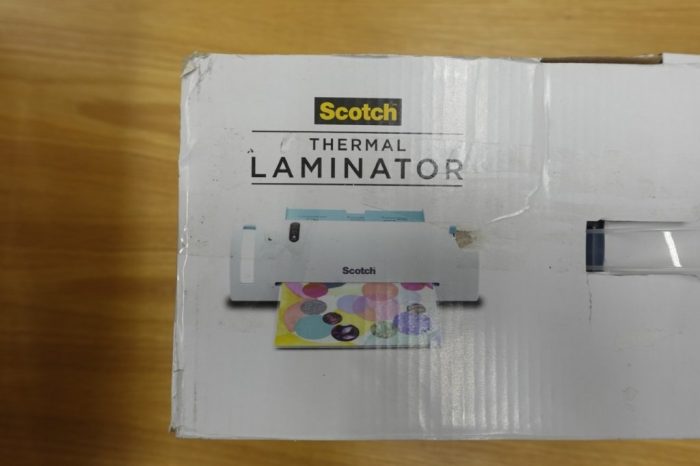 Scotch
THERMAL
LAMINATOR
Scotch